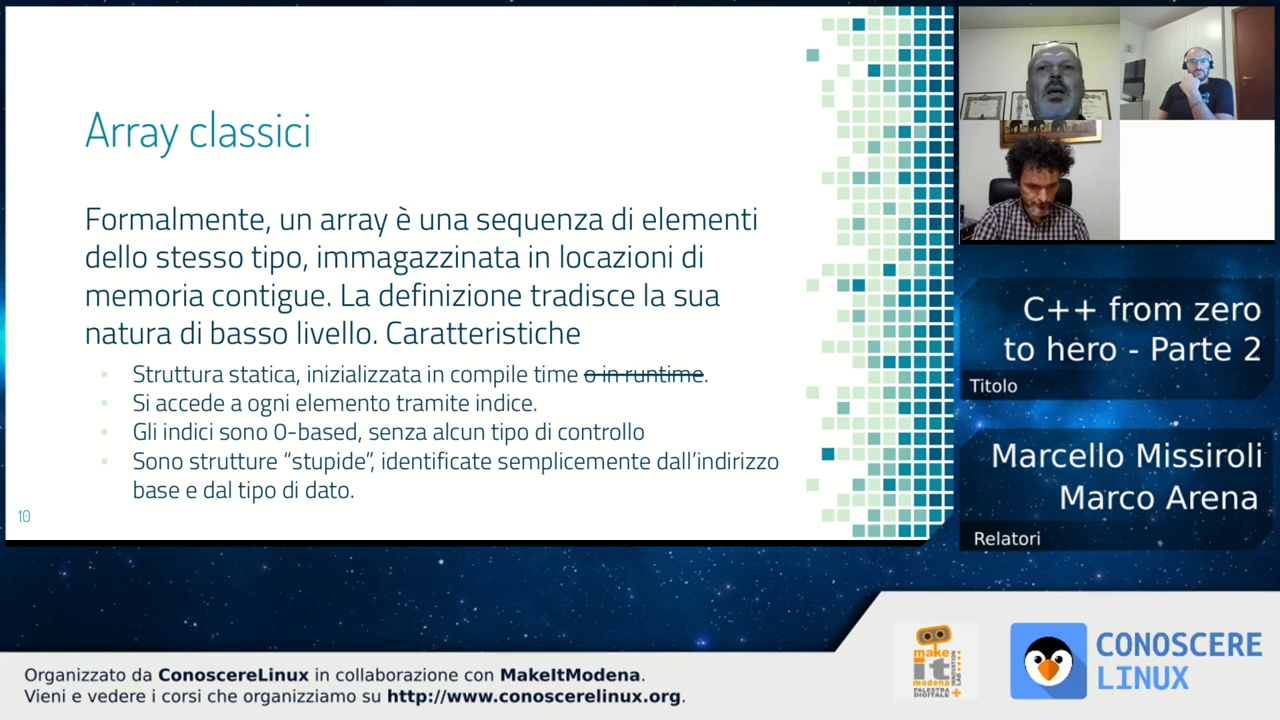 Array classici
Formalmente, un array è una sequenza di elementi
dello stesso tipo, immagazzinata in locazioni di
memoria contigue. La definizione tradisce la sua
natura di basso livello. Caratteristiche
Struttura statica, inizializzata in compile time o in runtime.
Si accede a ogni elemento tramite indice.
Gli indici sono 0-based, senza alcun tipo di controllo
Sono strutture “stupide”, identificate semplicemente dall’indirizzo
base e dal tipo di dato.
10
C++ from zero
to hero - Parte 2
Titolo
Marcello Missiroli
Marco Arena
Relatori
make
it
modena
PALESTRA
DIGITALE
INNOVATION
LAB
CONOSCERE
LINUX
Organizzato da ConoscereLinux in collaborazione con MakeItModena.
Vieni e vedere i corsi che organizziamo su http://www.conoscerelinux.org.